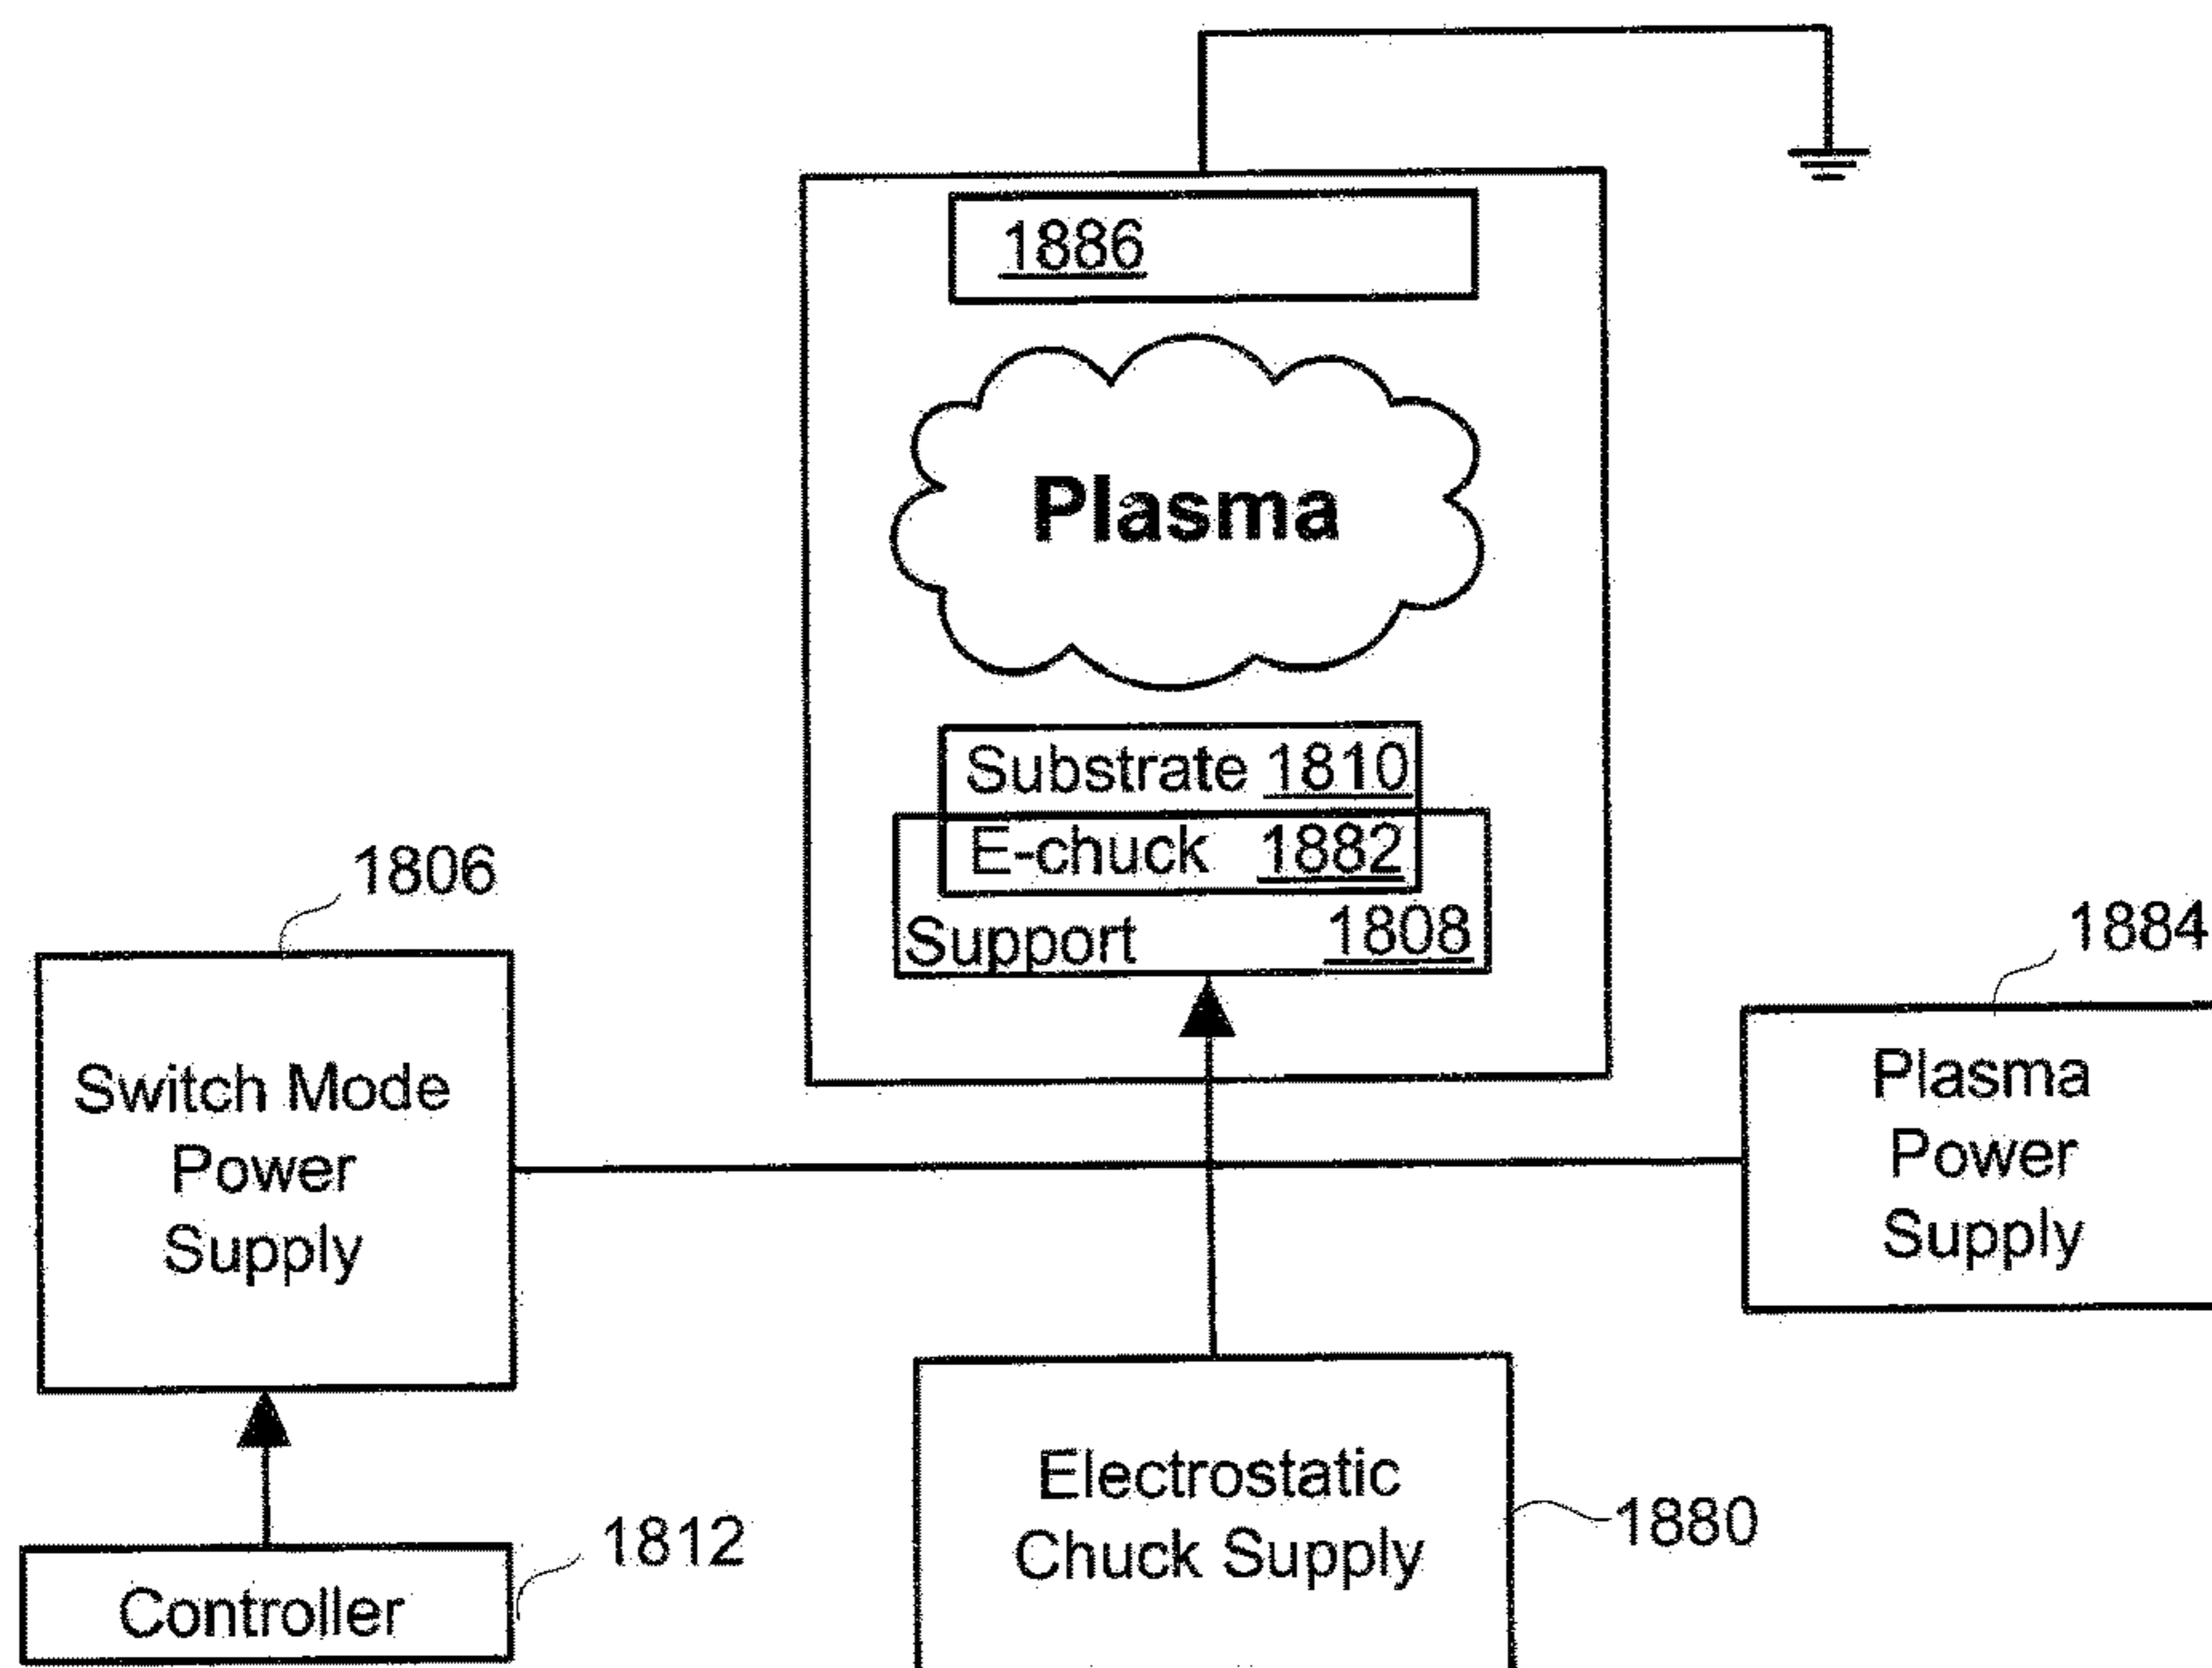 1886
Plasma
Substrate 1810
E-chuck 1882
Support 1808
1806
Switch Mode
Power
Supply
1884
Plasma
Power
Supply
Electrostatic
Chuck Supply
1880
1812
Controller